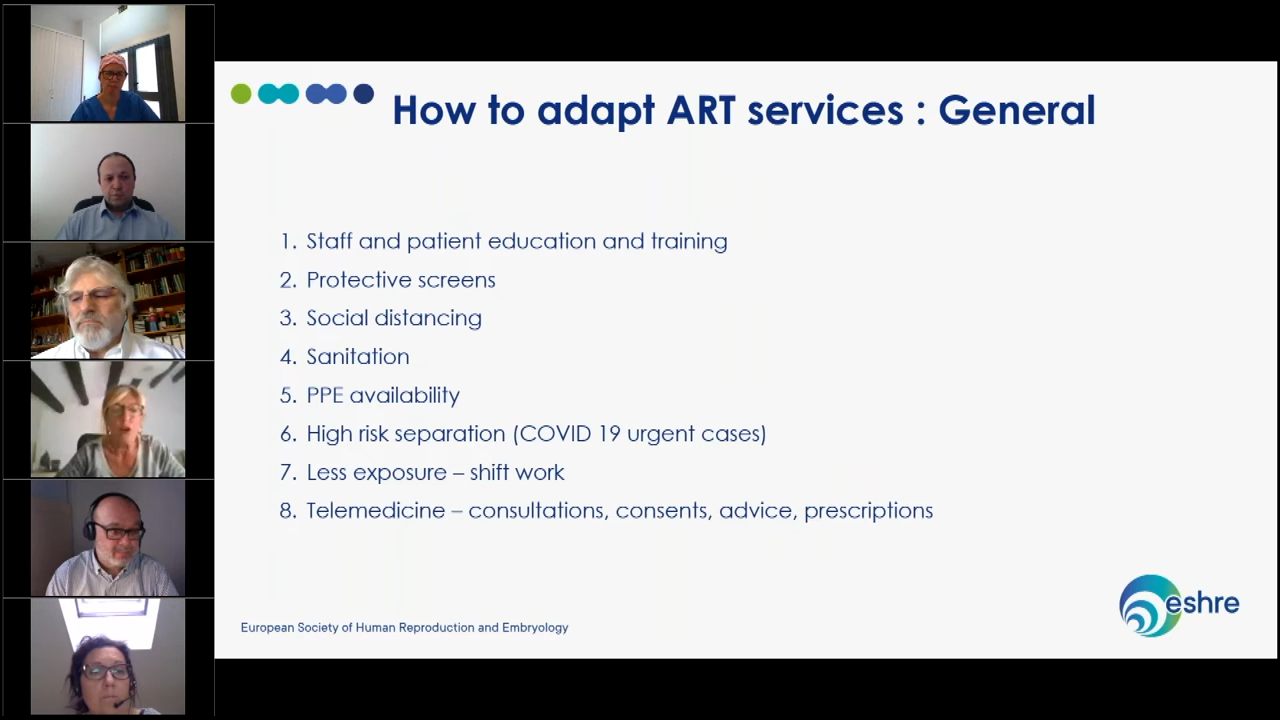 How to adapt ART services : General
1. Staff and patient education and training
2. Protective screens
3. Social distancing
4. Sanitation
5. PPE availability
6. High risk separation (COVID 19 urgent cases)
7. Less exposure – shift work
8. Telemedicine – consultations, consents, advice, prescriptions
eshre
European Society of Human Reproduction and Embryology